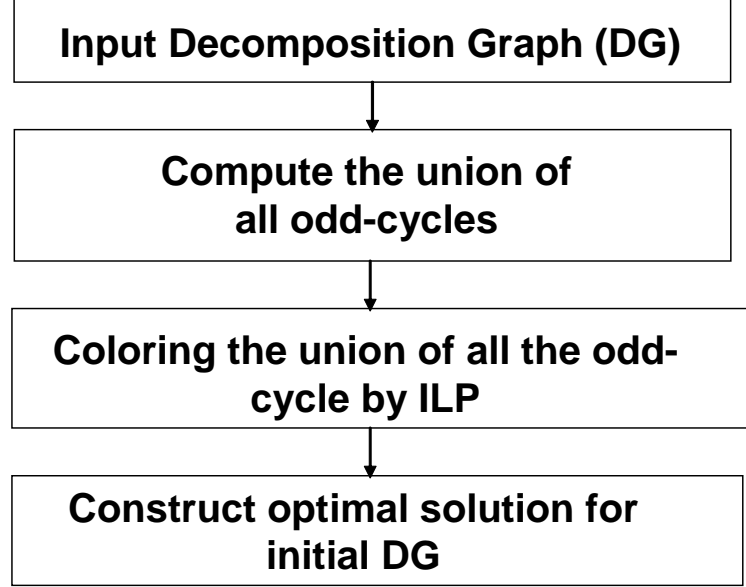 Input Decomposition Graph (DG)
Compute the union of
all odd-cycles
Coloring the union of all the odd-
cycle by ILP
Construct optimal solution for
initial DG